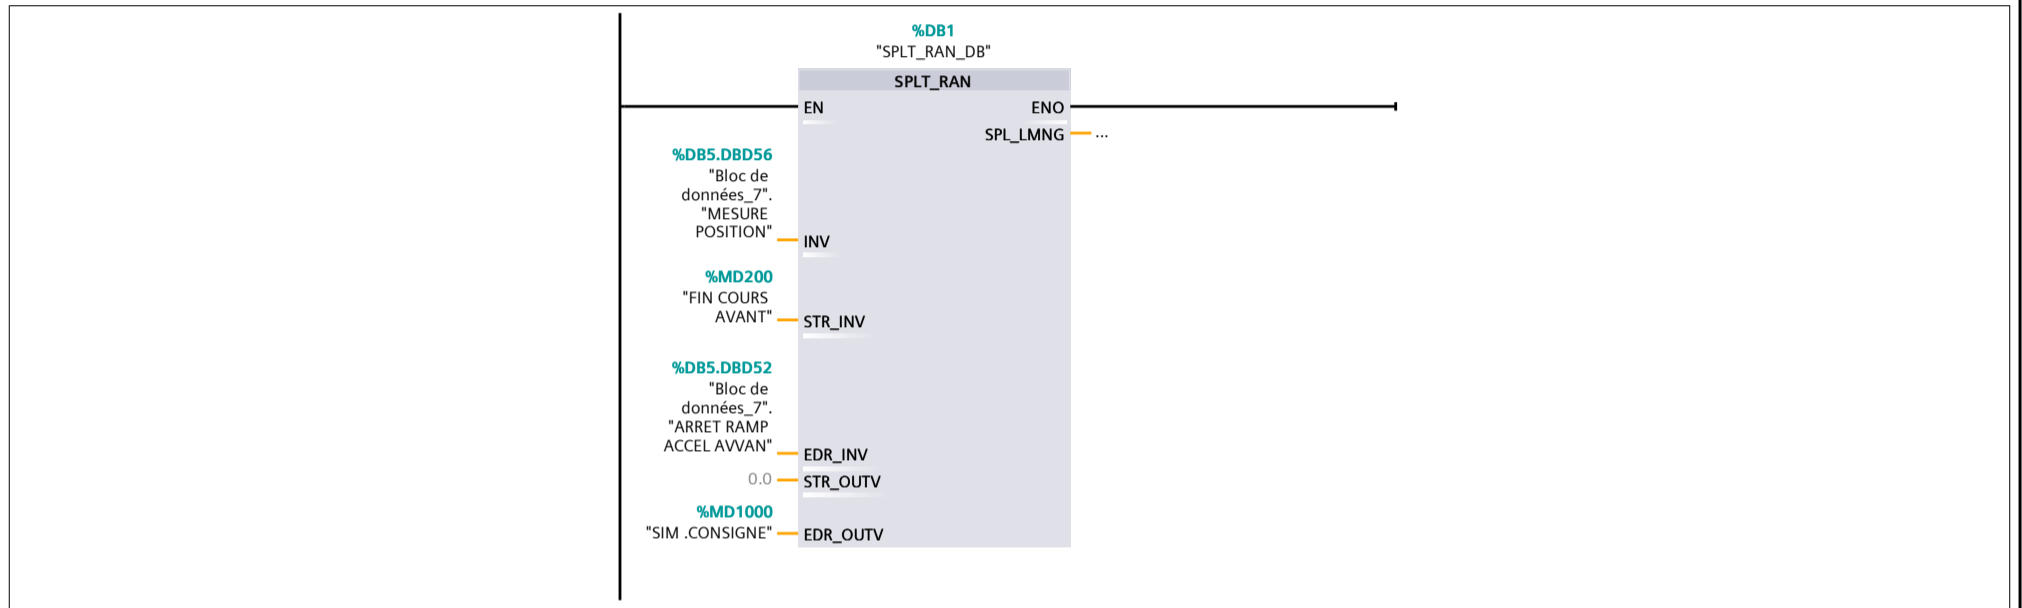 %DB1
"SPLT_RAN_DB"
SPLT_RAN
EN
ENO
SPL_LMNG
...
%DB5.DBD56
"Bloc de
données_7".
"MESURE
POSITION"
INV
%MD200
"FIN COURS
AVANT"
STR_INV
%DB5.DBD52
"Bloc de
données_7".
"ARRET RAMP
ACCEL AVVAN"
EDR_INV
0.0
STR_OUTV
%MD1000
"SIM .CONSIGNE"
EDR_OUTV